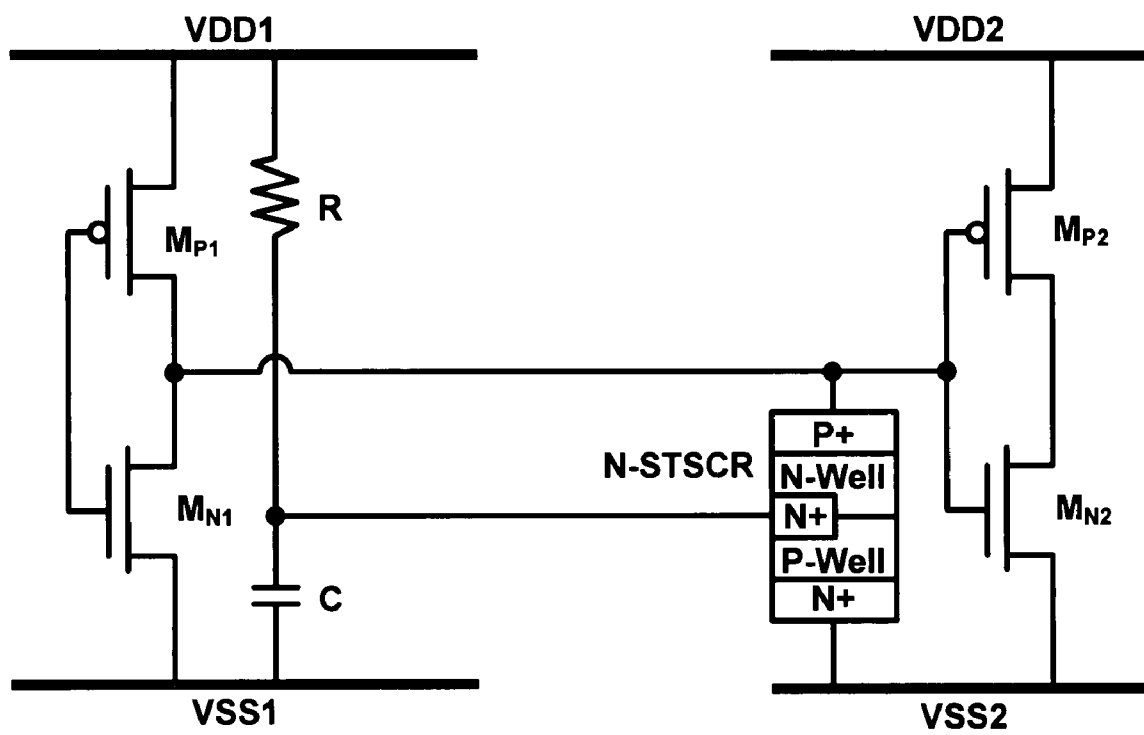 VDD1
VDD2
R
M_P1
M_P2
N-STSCR
P+
N-Well
N+
P-Well
N+
M_N1
M_N2
C
VSS1
VSS2